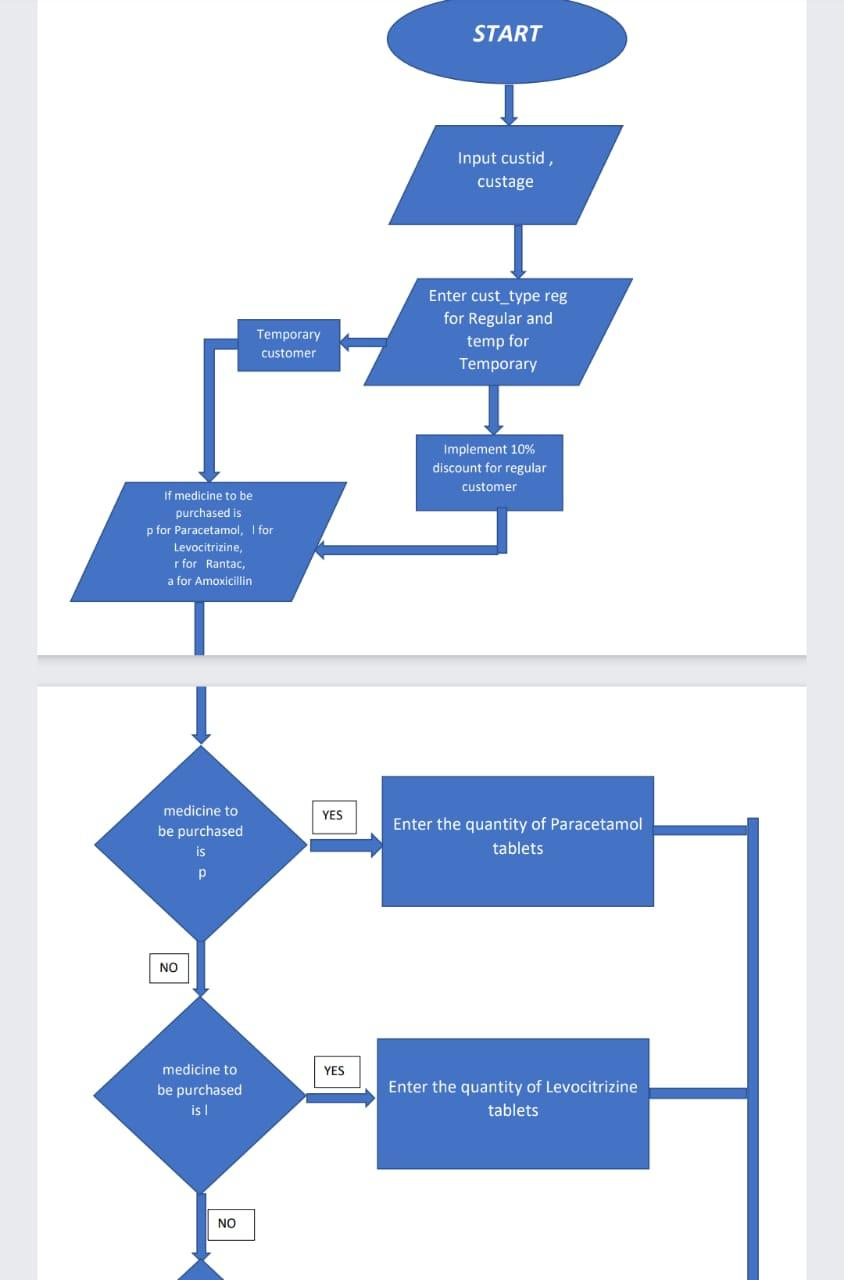 START
Input custid ,
custage
Enter cust_type reg
for Regular and
temp for
Temporary
Temporary
customer
Implement 10%
discount for regular
customer
If medicine to be
purchased is
p for Paracetamol, l for
Levocitrizine,
r for Rantac,
a for Amoxicillin
medicine to
be purchased
is
p
YES
Enter the quantity of Paracetamol
tablets
NO
medicine to
be purchased
is l
YES
Enter the quantity of Levocitrizine
tablets
NO